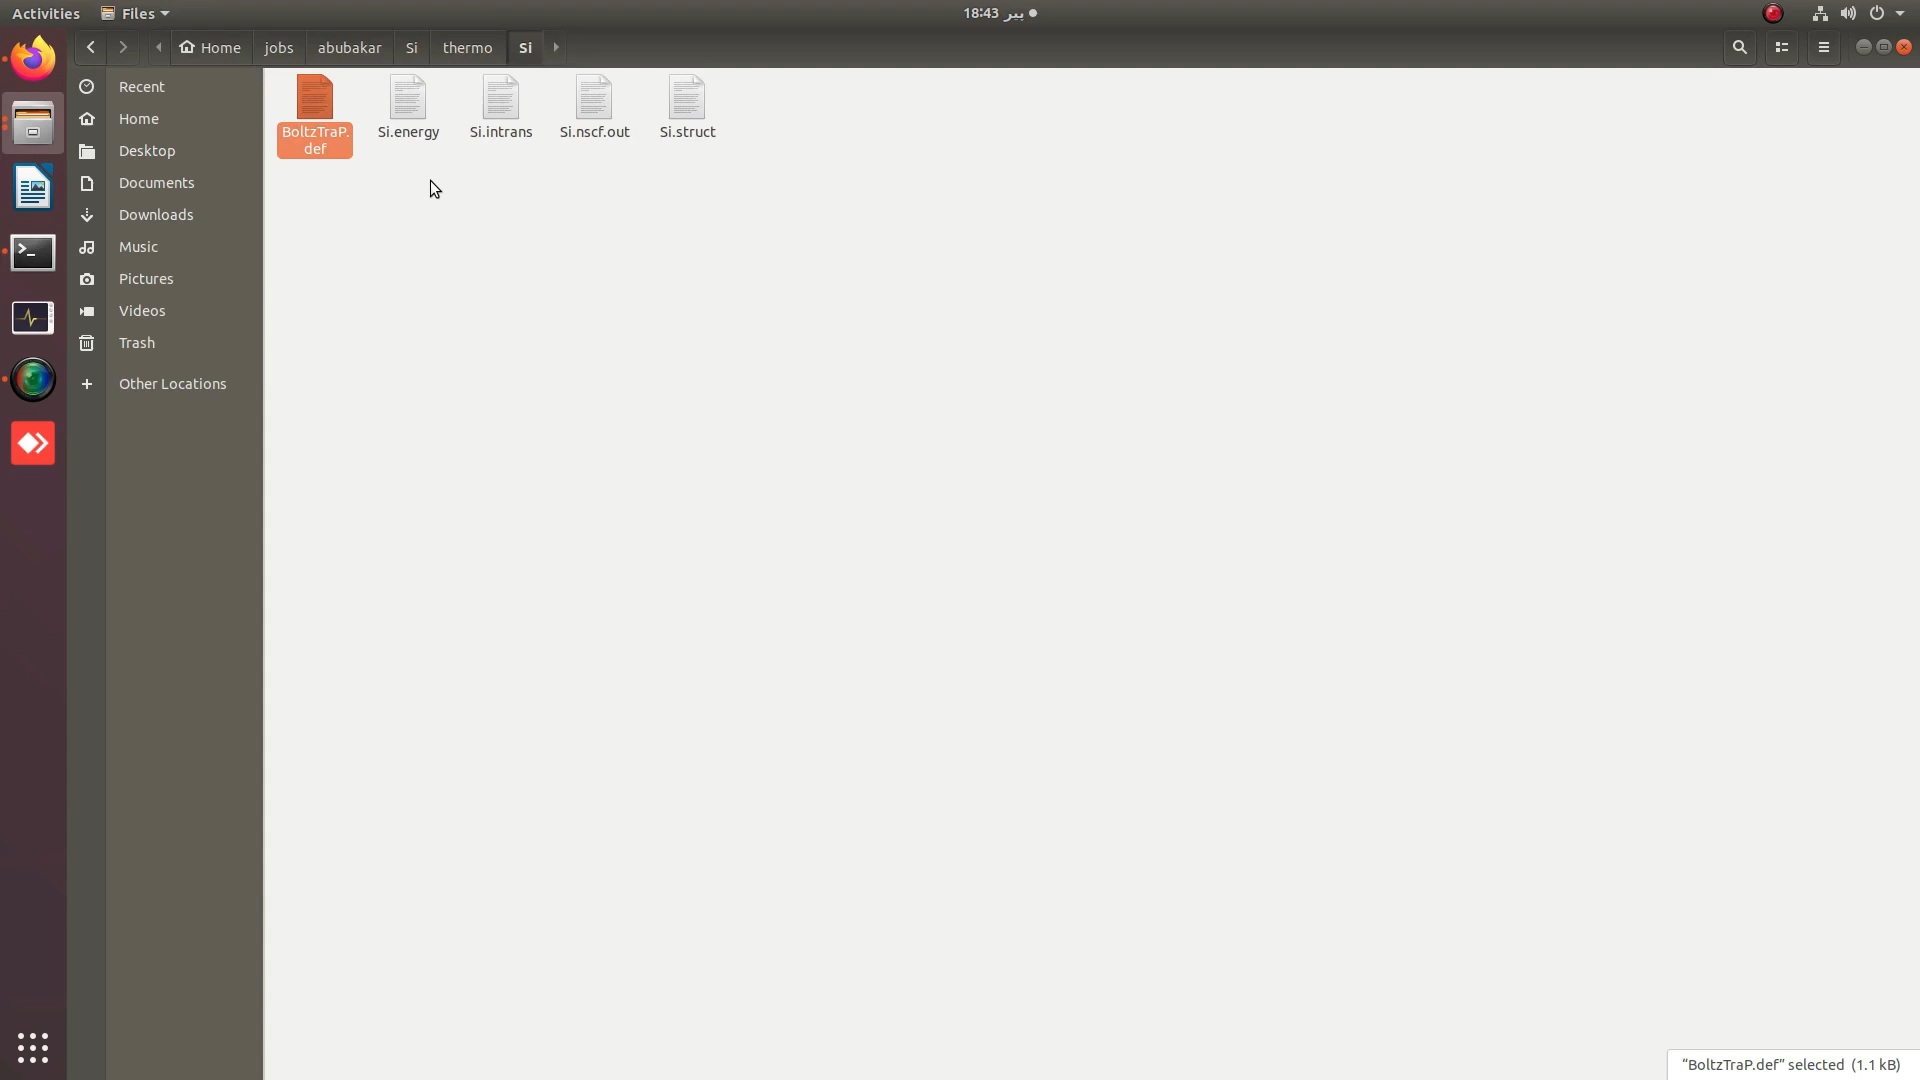 Activities
Files
18:43 پیر
Home
jobs
abubakar
Si
thermo
Si
Recent
Home
Desktop
Documents
Downloads
Music
Pictures
Videos
Trash
Other Locations
BoltzTraP.
def
Si.energy
Si.intrans
Si.nscf.out
Si.struct
“BoltzTraP.def” selected (1.1 kB)